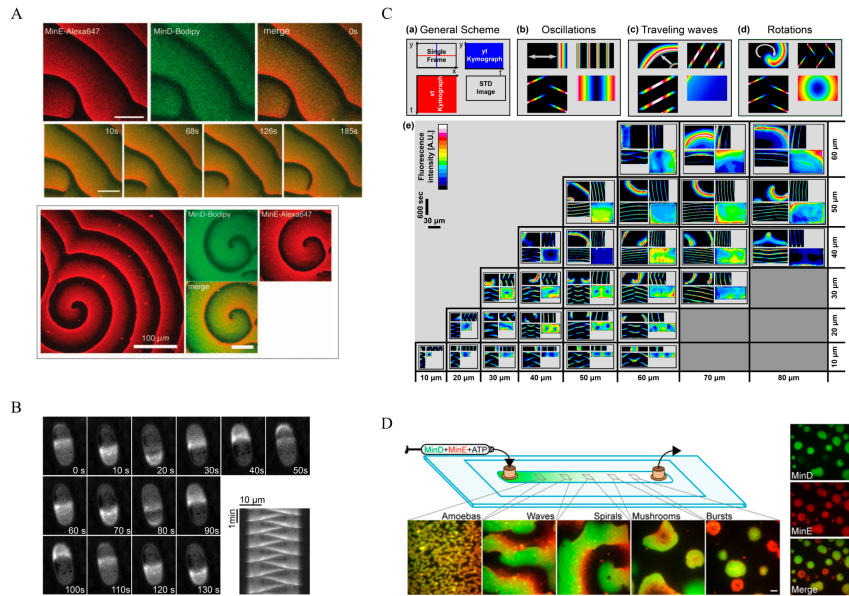 A
MinE-Alexa647
MinD-Bodipy
merge
0s
10s
68s
126s
185s
100 µm
MinD-Bodipy
MinE-Alexa647
merge
B
0 s
10 s
20 s
30s
40s
50s
60 s
70 s
80 s
90s
100s
110s
120 s
130 s
10 µm
1min
C
(a) General Scheme
Single
Frame
yt
Kymograph
xt
Kymograph
STD
Image
y
x
y
t
t
(b) Oscillations
(c) Traveling waves
(d) Rotations
(e)
Fluorescence
intensity [A.U.]
600 sec
30 µm
60 µm
50 µm
40 µm
30 µm
20 µm
10 µm
10 µm
20 µm
30 µm
40 µm
50 µm
60 µm
70 µm
80 µm
D
MinD+MinE+ATP
Amoebas
Waves
Spirals
Mushrooms
Bursts
MinD
MinE
Merge